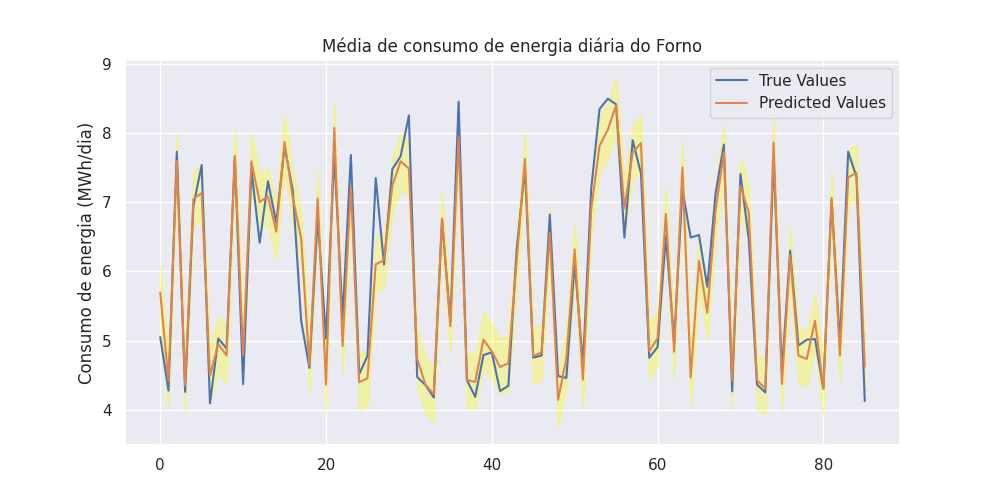 Média de consumo de energia diária do Forno
True Values
Predicted Values
Consumo de energia (MWh/dia)
9
8
7
6
5
4
0
20
40
60
80